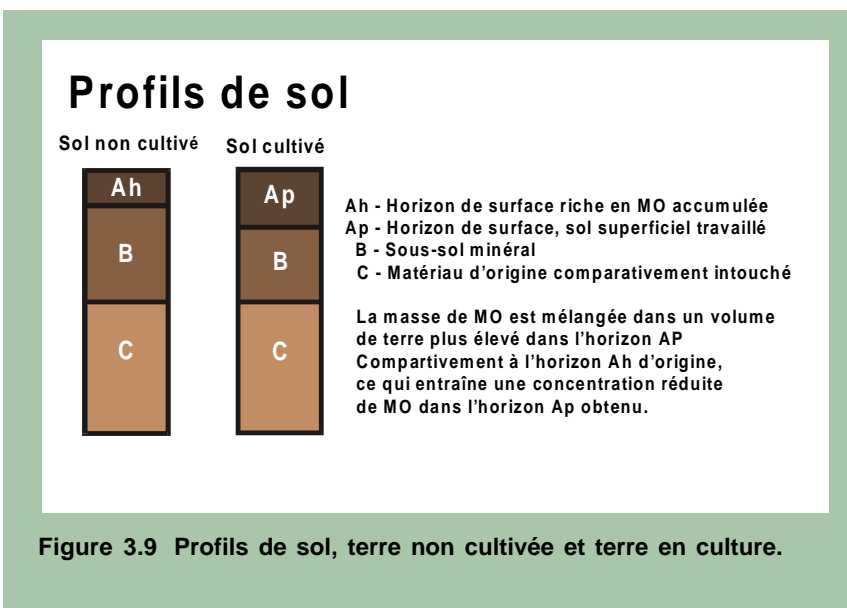 Profils de sol
Sol non cultivé
Sol cultivé
Ah
Ap
B
B
C
C
Ah - Horizon de surface riche en MO accumulée
Ap - Horizon de surface, sol superficiel travaillé
B - Sous-sol minéral
C - Matériau d'origine comparativement intouché
La masse de MO est mélangée dans un volume
de terre plus élevé dans l'horizon AP
Compartivement à l'horizon Ah d'origine,
ce qui entraîne une concentration réduite
de MO dans l'horizon Ap obtenu.
Figure 3.9 Profils de sol, terre non cultivée et terre en culture.